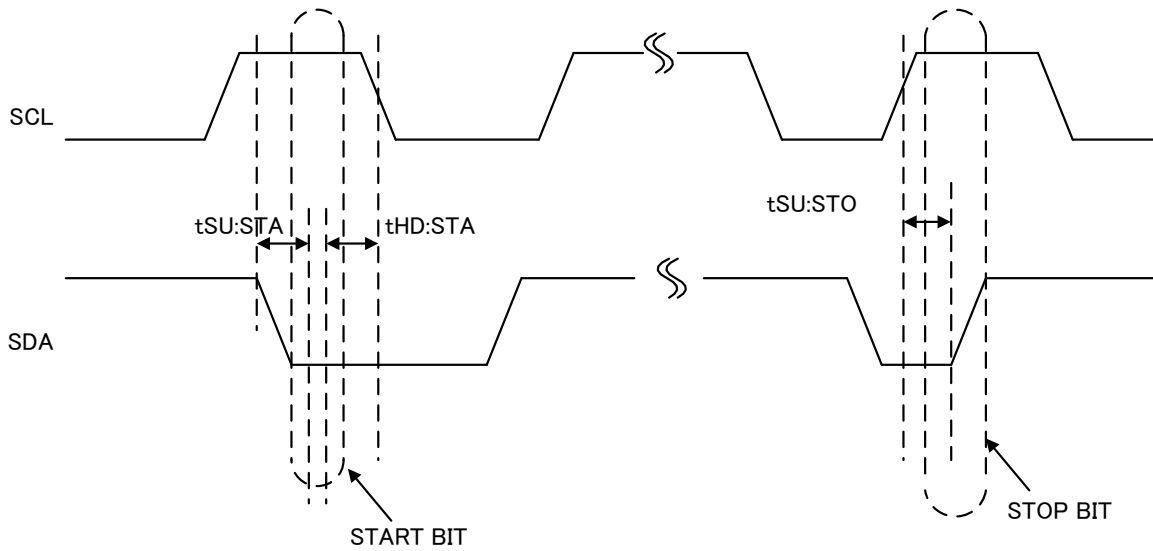 SCL
tSU:STA
tHD:STA
tSU:STO
SDA
START BIT
STOP BIT